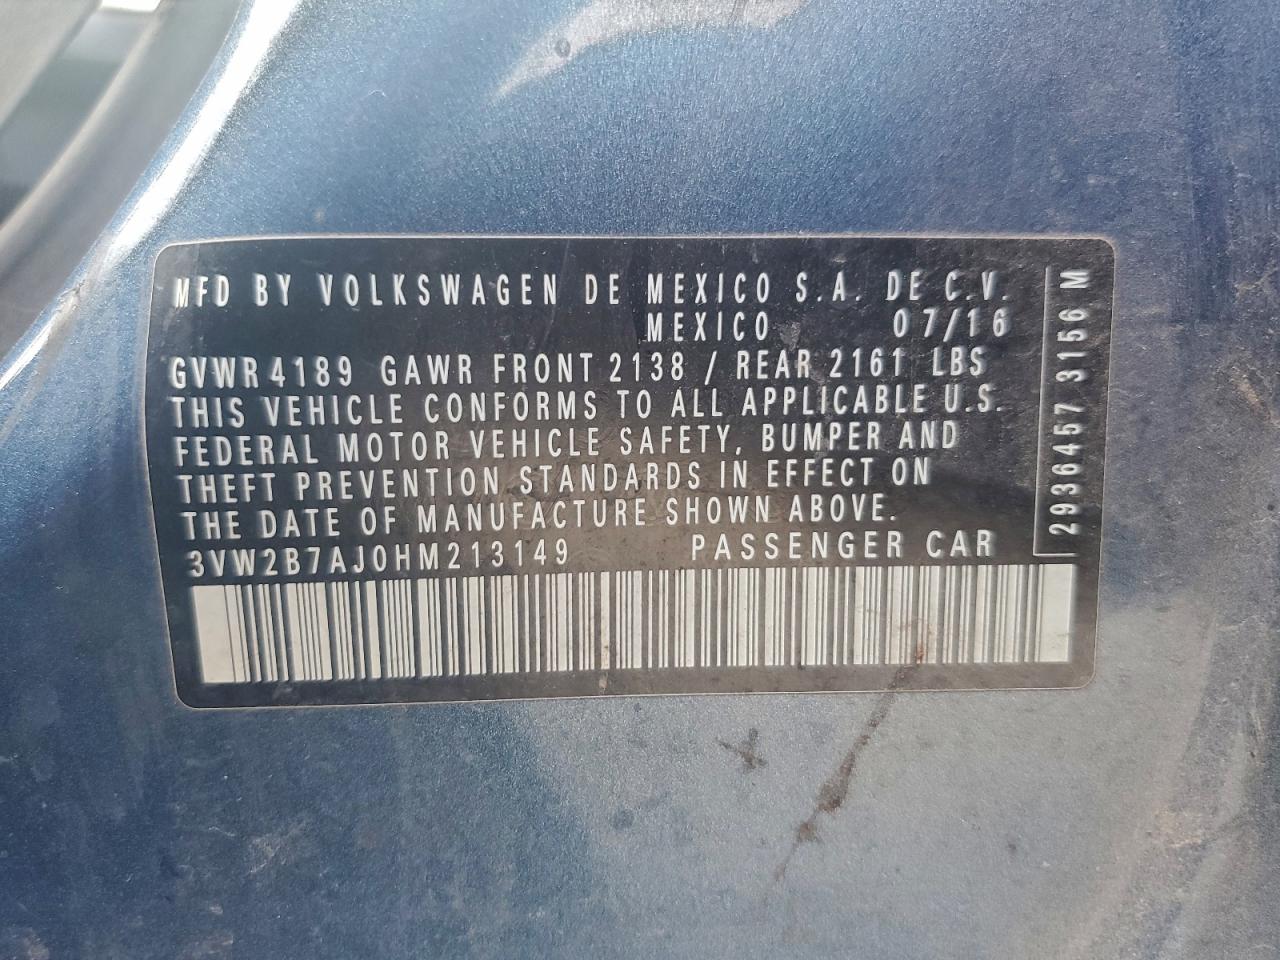 MFD BY VOLKSWAGEN DE MEXICO S.A. DE C.V.
MEXICO 07/16
GVWR 4189 GAWR FRONT 2138 / REAR 2161 LBS
THIS VEHICLE CONFORMS TO ALL APPLICABLE U.S.
FEDERAL MOTOR VEHICLE SAFETY, BUMPER AND
THEFT PREVENTION STANDARDS IN EFFECT ON
THE DATE OF MANUFACTURE SHOWN ABOVE.
3VW2B7AJ0HM213149 PASSENGER CAR
2936457 3156 M